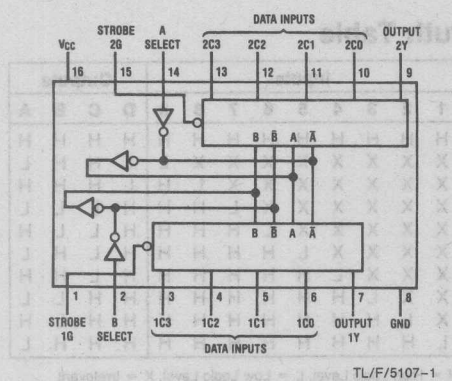 DATA INPUTS
STROBE A OUTPUT
VCC 2G SELECT 2C3 2C2 2C1 2C0 2Y
16 15 14 13 12 11 10 9
B B̄ A Ā
B B̄ A Ā
1 2 3 4 5 6 7 8
STROBE B 1C3 1C2 1C1 1C0 OUTPUT GND
1G SELECT 1Y
DATA INPUTS
TL/F/5107-1